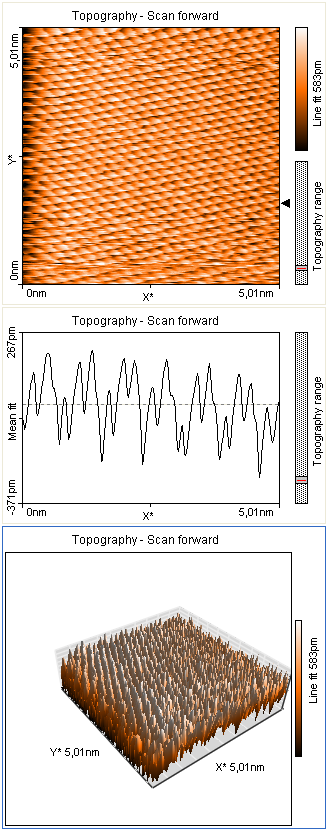 Topography - Scan forward
5,01nm
Y*
0nm
0nm
X*
5,01nm
Line fit 583pm
Topography range
Topography - Scan forward
267pm
Mean fit
-371pm
0nm
X*
5,01nm
Topography range
Topography - Scan forward
Y* 5,01nm
X* 5,01nm
Line fit 583pm